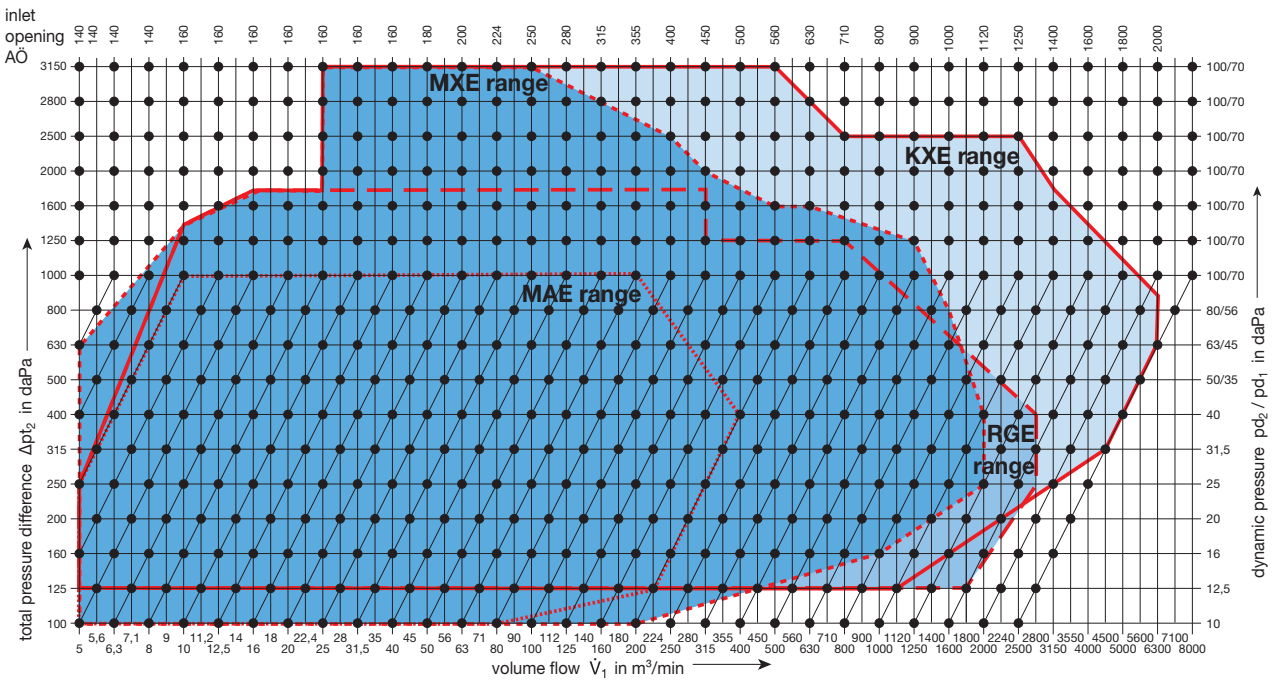 inlet
opening
AÖ
140 140 140 140 160 160 160 160 160 160 180 200 224 250 280 315 355 400 450 500 560 630 710 800 900 1000 1120 1250 1400 1600 1800 2000
3150 100/70
MXE range
2800 100/70
2500 100/70
KXE range
2000 100/70
1600 100/70
1250 100/70
1000 100/70
MAE range
800 80/56
630 63/45
500 50/35
400 40
RGE
range
315 31,5
250 25
200 20
160 16
125 12,5
100 10
total pressure difference Δpt2 in daPa
dynamic pressure pd2 / pd1 in daPa
5,6 7,1 9 11,2 14 18 22,4 28 35 45 56 71 90 112 140 180 224 280 355 450 560 710 900 1120 1400 1800 2240 2800 3550 4500 5600 7100
5 6,3 8 10 12,5 16 20 25 31,5 40 50 63 80 100 125 160 200 250 315 400 500 630 800 1000 1250 1600 2000 2500 3150 4000 5000 6300 8000
volume flow V̇1 in m³/min